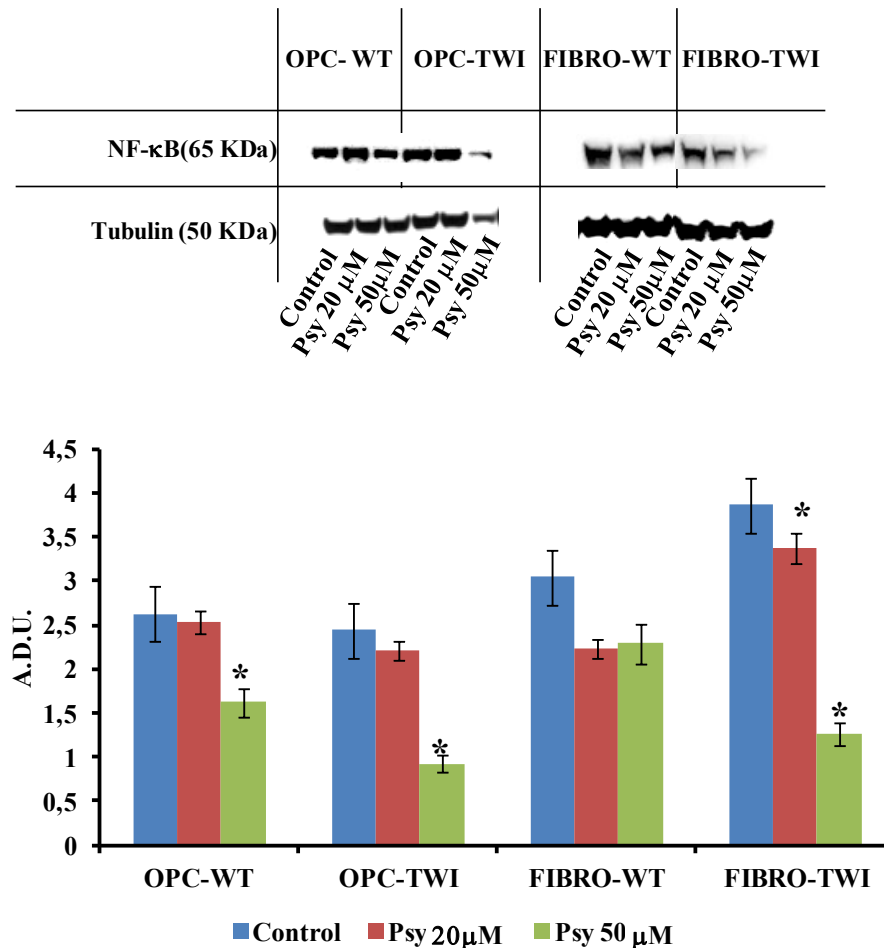 OPC- WT OPC-TWI FIBRO-WT FIBRO-TWI
NF-κB(65 KDa)
Tubulin (50 KDa)
Control
Psy 20 μM
Psy 50μM
Control
Psy 20 μM
Psy 50μM
Control
Psy 20 μM
Psy 50μM
Control
Psy 20 μM
Psy 50μM
4,5
4
3,5
3
2,5
2
1,5
1
0,5
0
A.D.U.
* * * *
OPC-WT OPC-TWI FIBRO-WT FIBRO-TWI
Control Psy 20μM Psy 50 μM